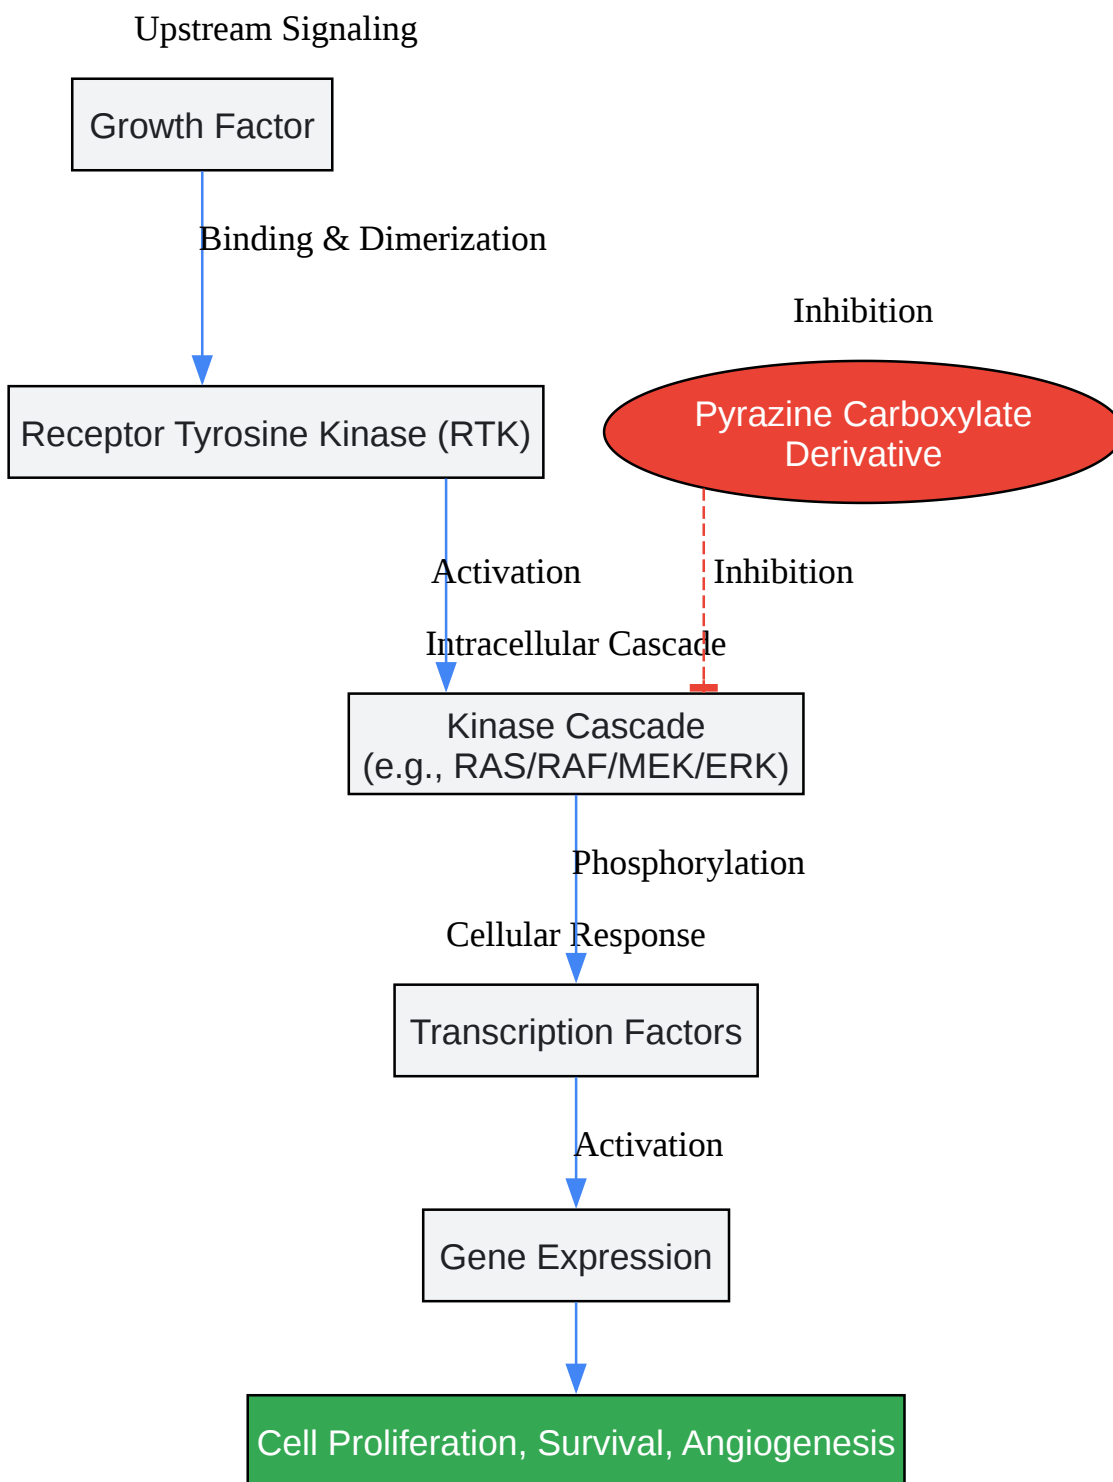 Upstream Signaling
Growth Factor
Binding & Dimerization
Inhibition
Pyrazine Carboxylate
Derivative
Receptor Tyrosine Kinase (RTK)
Activation
Inhibition
Intracellular Cascade
Kinase Cascade
(e.g., RAS/RAF/MEK/ERK)
Phosphorylation
Cellular Response
Transcription Factors
Activation
Gene Expression
Cell Proliferation, Survival, Angiogenesis